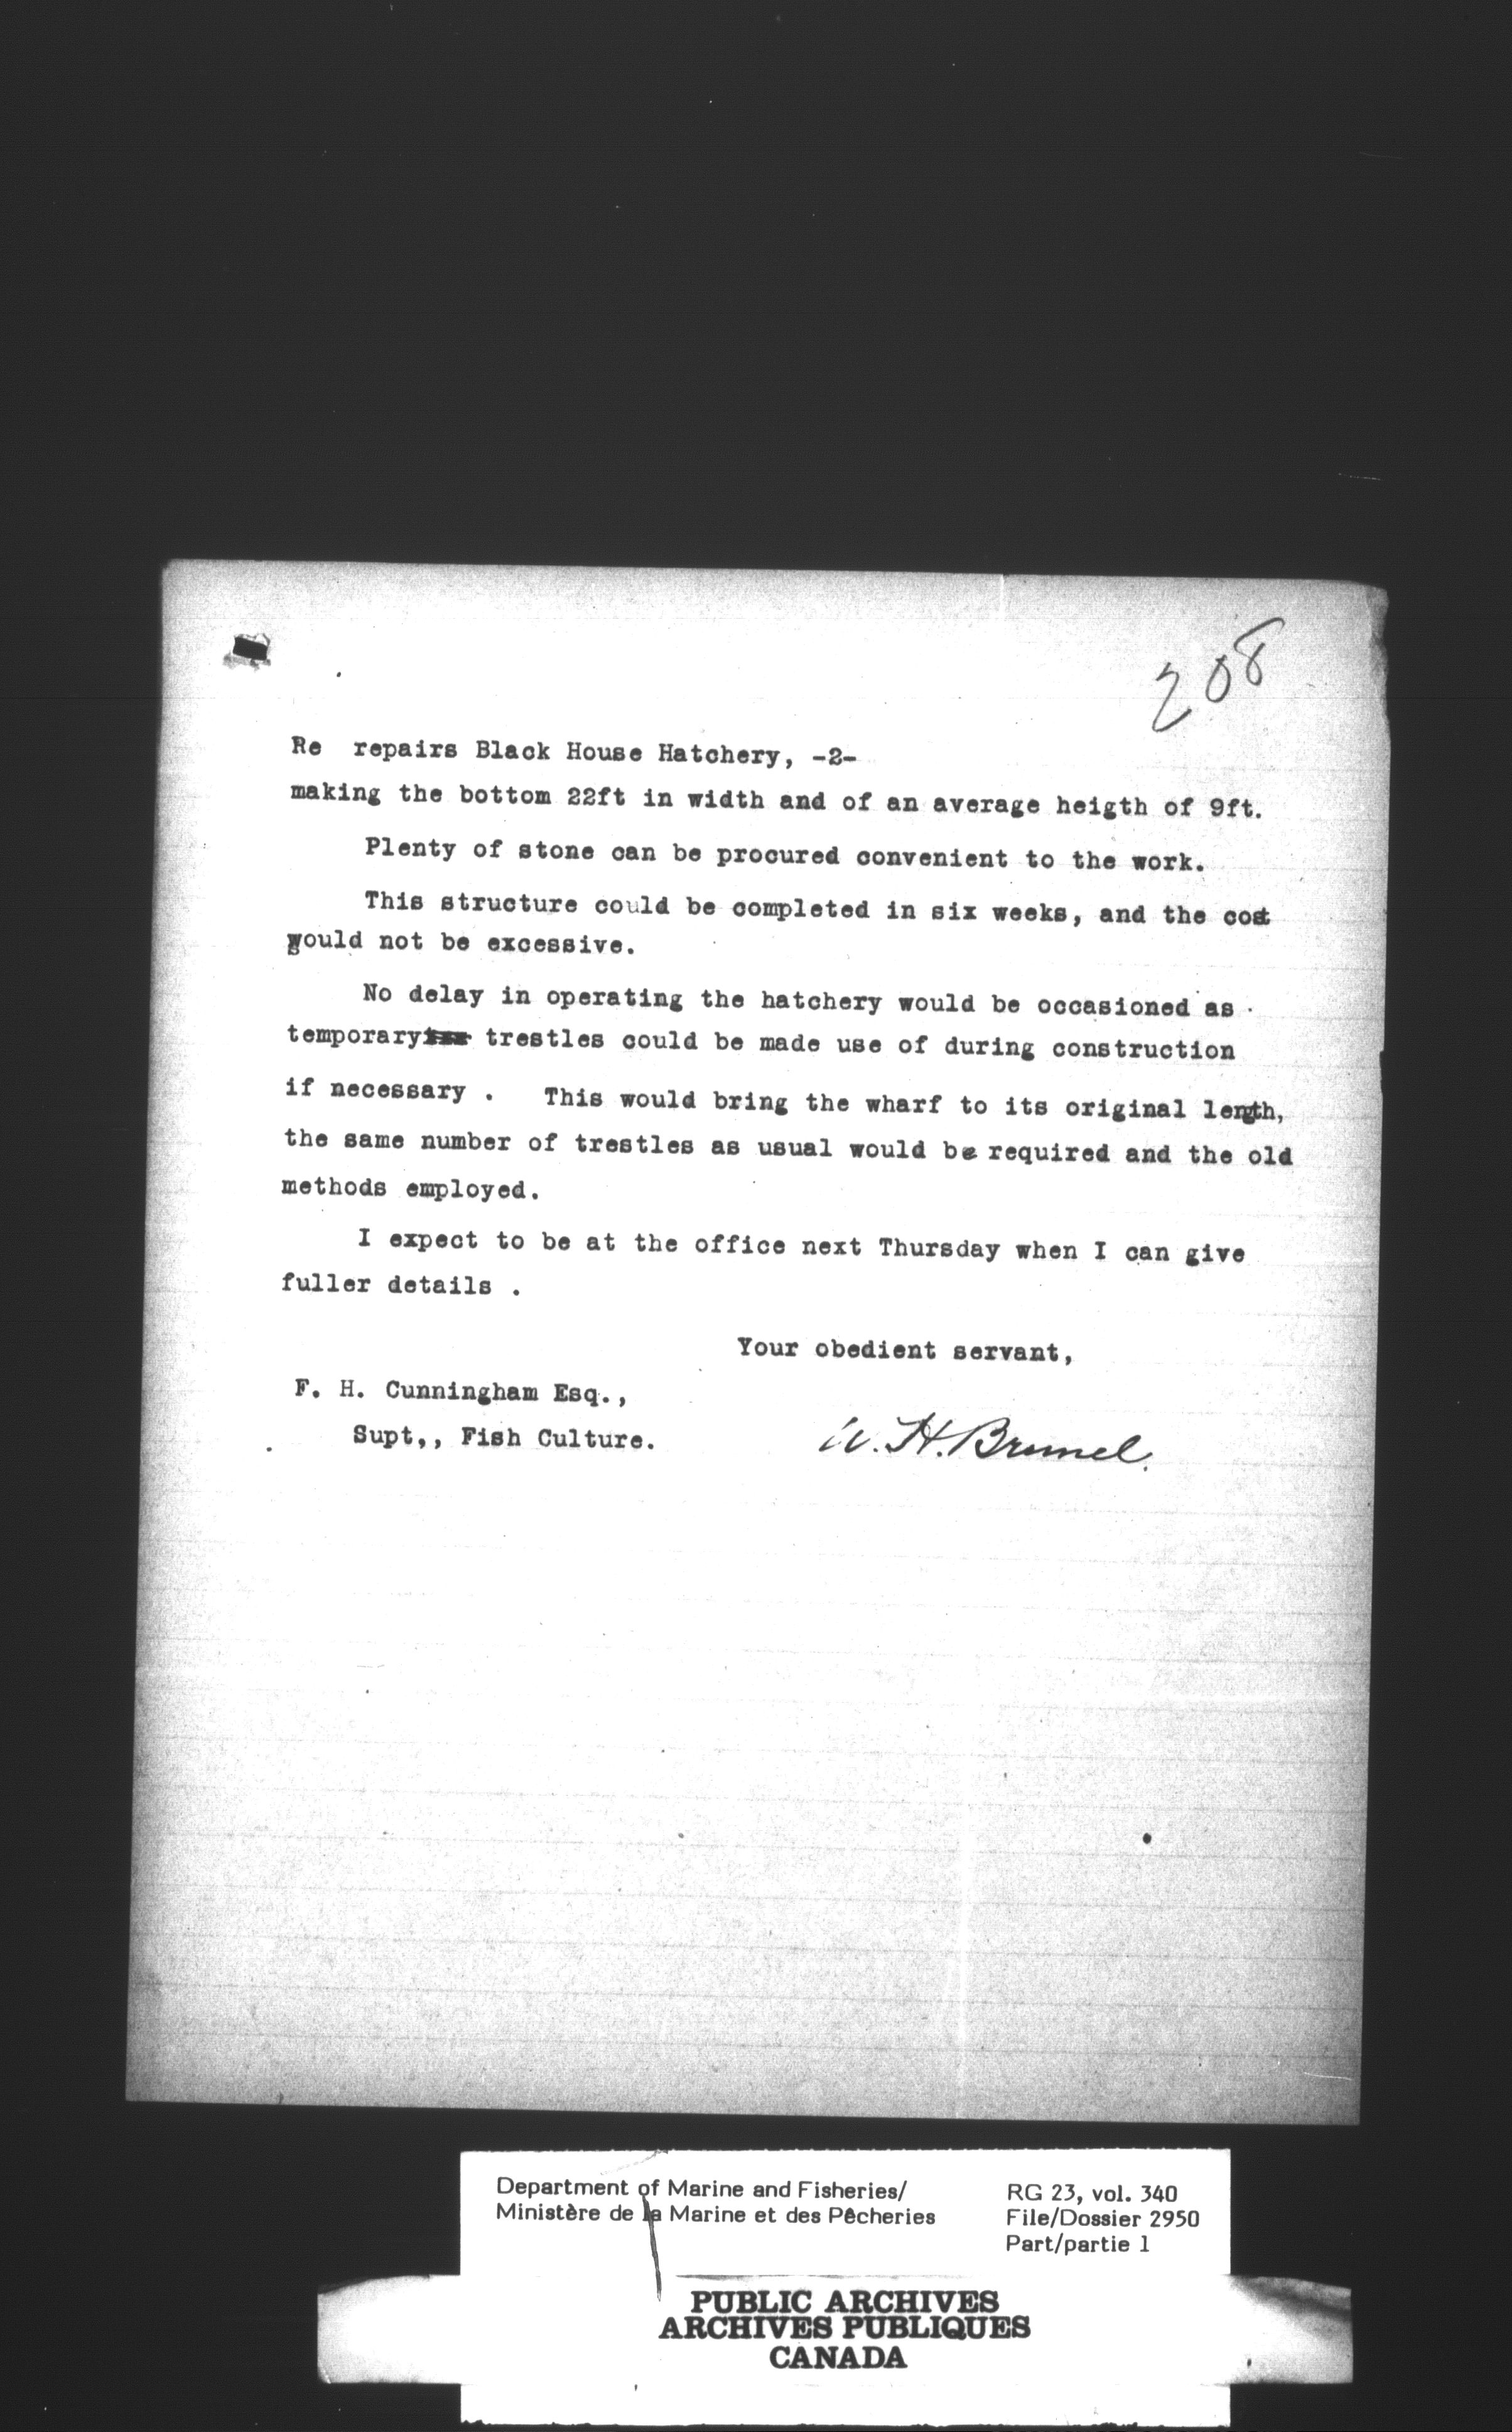 208
Re repairs Black House Hatchery, -2-
making the bottom 22ft in width and of an average heigth of 9ft.
Plenty of stone can be procured convenient to the work.
This structure could be completed in six weeks, and the cost
would not be excessive.
No delay in operating the hatchery would be occasioned as
temporary trestles could be made use of during construction
if necessary . This would bring the wharf to its original length,
the same number of trestles as usual would be required and the old
methods employed.
I expect to be at the office next Thursday when I can give
fuller details .
Your obedient servant,
F. H. Cunningham Esq.,
Supt,, Fish Culture.
W. H. Brunel.
Department of Marine and Fisheries/
Ministère de la Marine et des Pêcheries
RG 23, vol. 340
File/Dossier 2950
Part/partie 1
PUBLIC ARCHIVES
ARCHIVES PUBLIQUES
CANADA